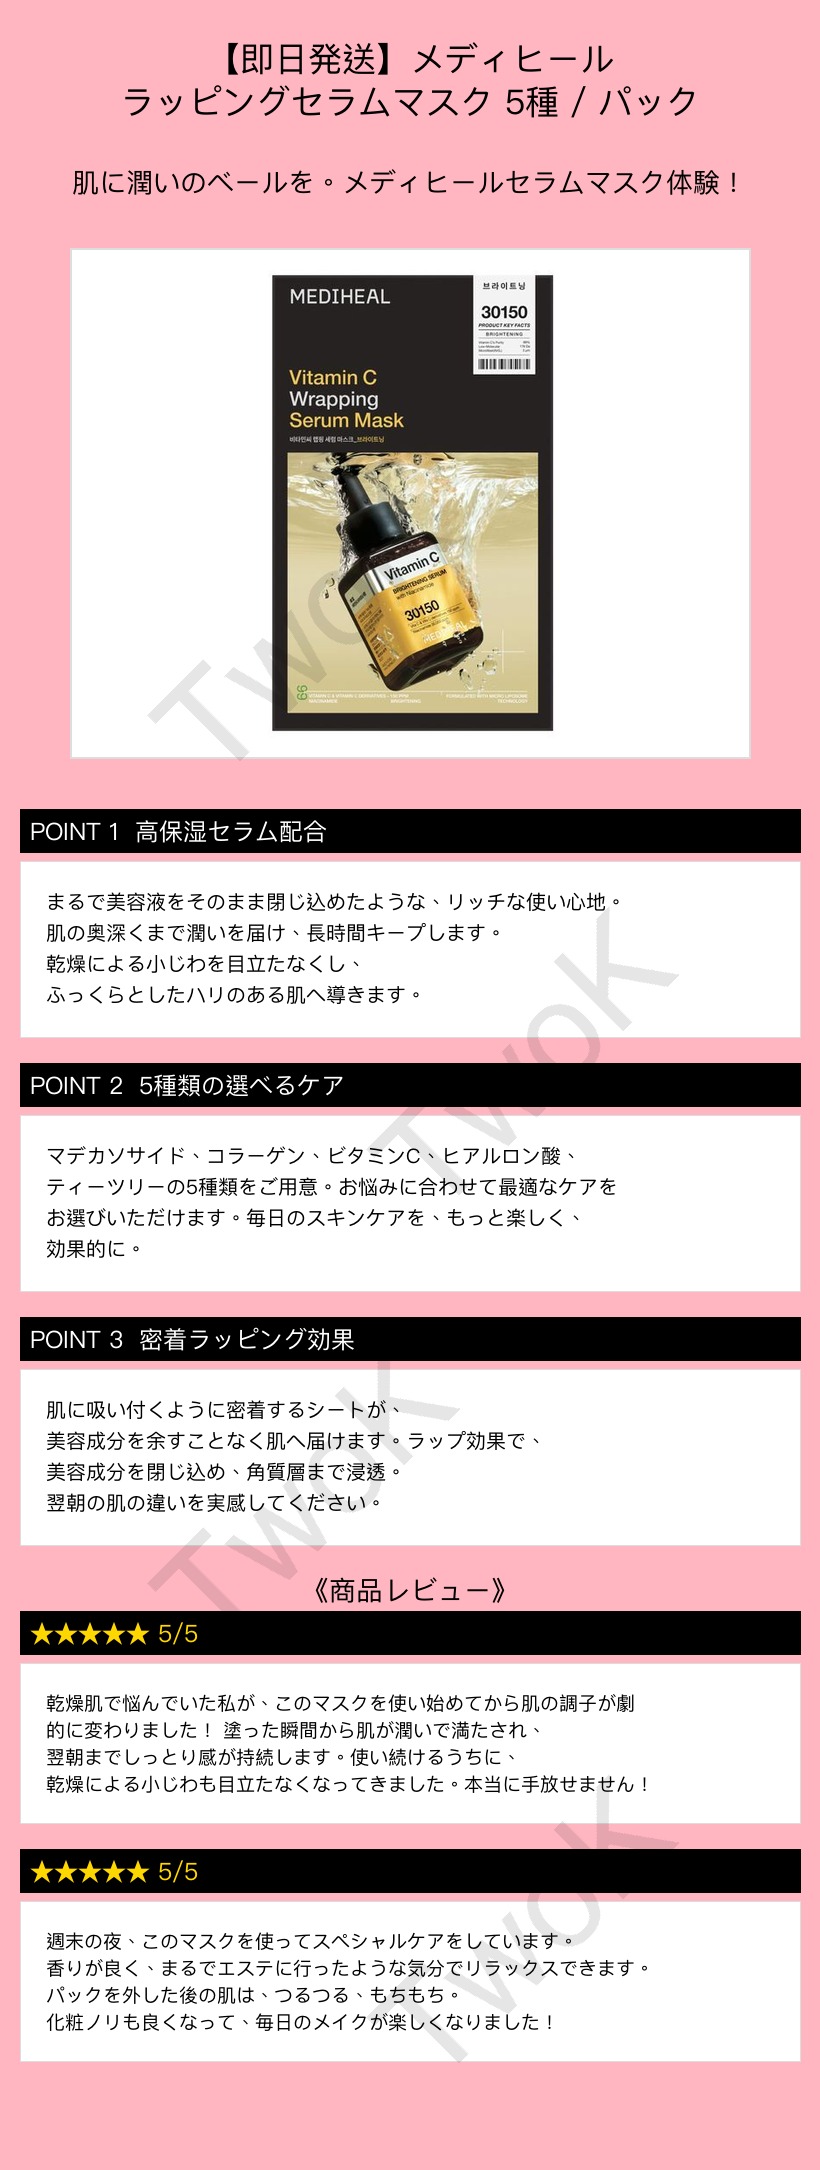 【即日発送】メディヒール
ラッピングセラムマスク 5種 / パック
肌に潤いのベールを。メディヒールセラムマスク体験！
MEDIHEAL
브라이트닝
30150
PRODUCT KEY FACTS
BRIGHTENING
Vitamin C
Wrapping
Serum Mask
비타민씨 랩핑 세럼 마스크_브라이트닝
Vitamin C
BRIGHTENING SERUM
with Niacinamide
30150
MEDIHEAL
VITAMIN C & VITAMIN C DERIVATIVES - 150 PPM
NIACINAMIDE
BRIGHTENING
FORMULATED WITH MICRO LIPOSOME
TECHNOLOGY
TwoK
POINT 1 高保湿セラム配合
まるで美容液をそのまま閉じ込めたような、リッチな使い心地。
肌の奥深くまで潤いを届け、長時間キープします。
乾燥による小じわを目立たなくし、
ふっくらとしたハリのある肌へ導きます。
TwoK
POINT 2 5種類の選べるケア
マデカソサイド、コラーゲン、ビタミンC、ヒアルロン酸、
ティーツリーの5種類をご用意。お悩みに合わせて最適なケアを
お選びいただけます。毎日のスキンケアを、もっと楽しく、
効果的に。
POINT 3 密着ラッピング効果
肌に吸い付くように密着するシートが、
美容成分を余すことなく肌へ届けます。ラップ効果で、
美容成分を閉じ込め、角質層まで浸透。
翌朝の肌の違いを実感してください。
TwoK
《商品レビュー》
★★★★★ 5/5
乾燥肌で悩んでいた私が、このマスクを使い始めてから肌の調子が劇
的に変わりました！ 塗った瞬間から肌が潤いで満たされ、
翌朝までしっとり感が持続します。使い続けるうちに、
乾燥による小じわも目立たなくなってきました。本当に手放せません！
★★★★★ 5/5
週末の夜、このマスクを使ってスペシャルケアをしています。
香りが良く、まるでエステに行ったような気分でリラックスできます。
パックを外した後の肌は、つるつる、もちもち。
化粧ノリも良くなって、毎日のメイクが楽しくなりました！
TwoK